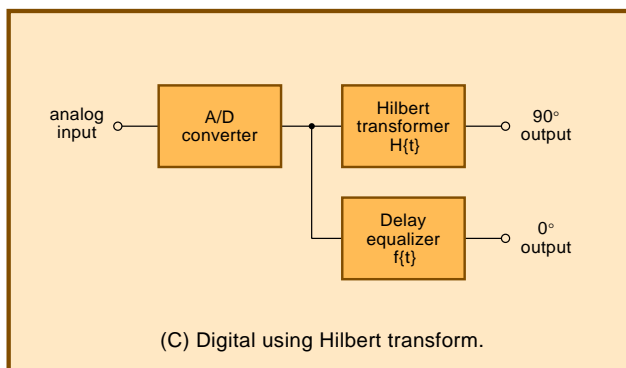 analog
input
A/D
converter
Hilbert
transformer
H{t}
90°
output
Delay
equalizer
f{t}
0°
output
(C) Digital using Hilbert transform.